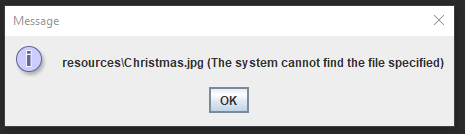 Message
resources\Christmas.jpg (The system cannot find the file specified)
OK